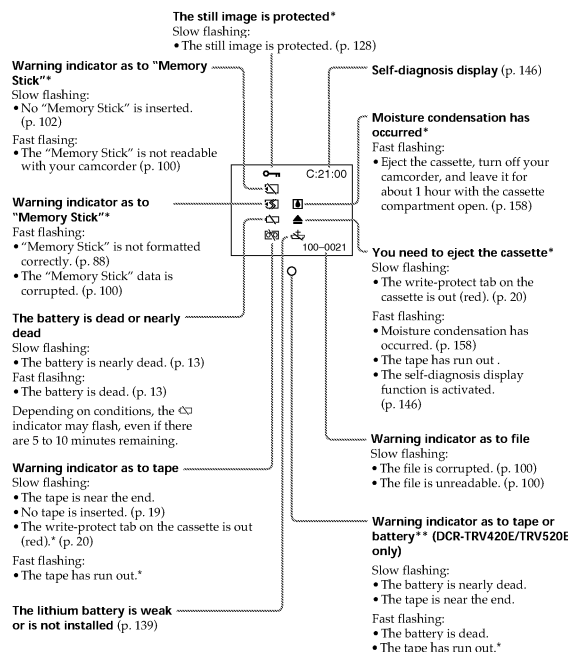 The still image is protected*
Slow flashing:
• The still image is protected. (p. 128)
Warning indicator as to "Memory
Stick"*
Slow flashing:
• No "Memory Stick" is inserted.
(p. 102)
Fast flasing:
• The "Memory Stick" is not readable
with your camcorder (p. 100)
Warning indicator as to
"Memory Stick"*
Fast flashing:
• "Memory Stick" is not formatted
correctly. (p. 88)
• The "Memory Stick" data is
corrupted. (p. 100)
The battery is dead or nearly
dead
Slow flashing:
• The battery is nearly dead. (p. 13)
Fast flasihng:
• The battery is dead. (p. 13)
Depending on conditions, the
indicator may flash, even if there
are 5 to 10 minutes remaining.
Warning indicator as to tape
Slow flashing:
• The tape is near the end.
• No tape is inserted. (p. 19)
• The write-protect tab on the cassette is out
(red).* (p. 20)
Fast flashing:
• The tape has run out.*
The lithium battery is weak
or is not installed (p. 139)
C:21:00
100–0021
Self-diagnosis display (p. 146)
Moisture condensation has
occurred*
Fast flashing:
• Eject the cassette, turn off your
camcorder, and leave it for
about 1 hour with the cassette
compartment open. (p. 158)
You need to eject the cassette*
Slow flashing:
• The write-protect tab on the
cassette is out (red). (p. 20)
Fast flashing:
• Moisture condensation has
occurred. (p. 158)
• The tape has run out .
• The self-diagnosis display
function is activated.
(p. 146)
Warning indicator as to file
Slow flashing:
• The file is corrupted. (p. 100)
• The file is unreadable. (p. 100)
Warning indicator as to tape or
battery** (DCR-TRV420E/TRV520E
only)
Slow flashing:
• The battery is nearly dead.
• The tape is near the end.
Fast flashing:
• The battery is dead.
• The tape has run out.*